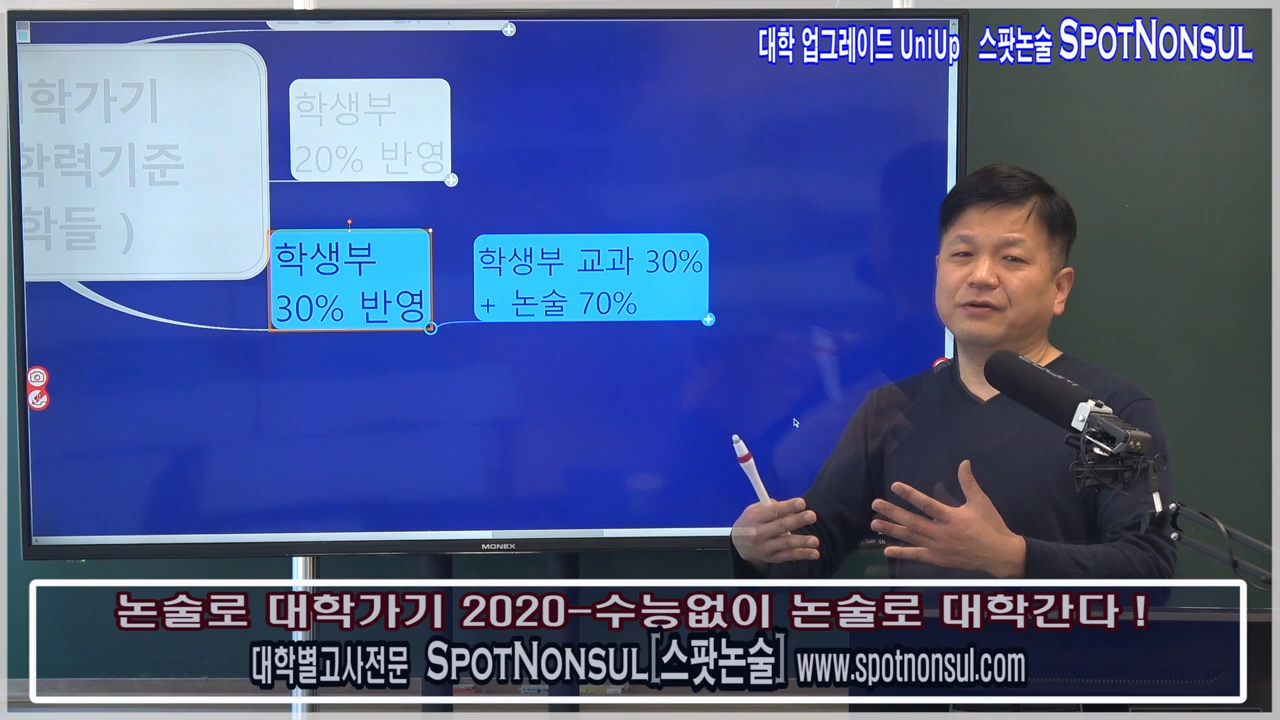 대학 업그레이드 UniUp 스팟논술 SPOTNONSUL
학가기
학력기준
학들 )
학생부
20% 반영
학생부
30% 반영
학생부 교과 30%
+ 논술 70%
MONEX
논술로 대학가기 2020-수능없이 논술로 대학간다 !
대학별고사전문 SPOTNONSUL[스팟논술] www.spotnonsul.com